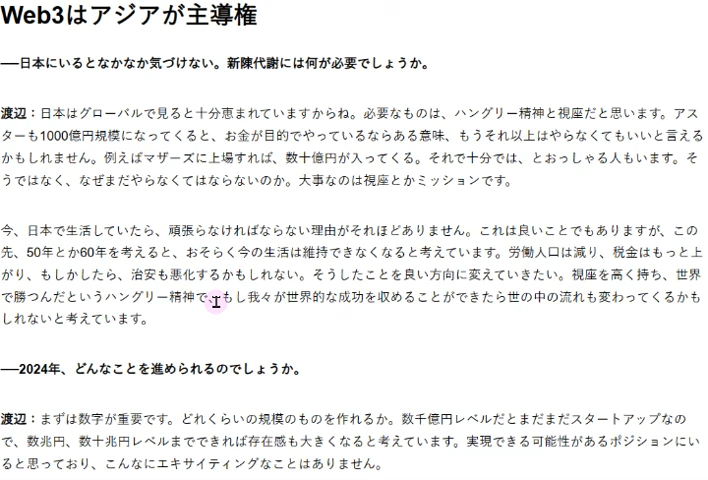 Web3はアジアが主導権
──日本にいるとなかなか気づけない。新陳代謝には何が必要でしょうか。
渡辺：日本はグローバルで見ると十分恵まれていますからね。必要なものは、ハングリー精神と視座だと思います。アス
ターも1000億円規模になってくると、お金が目的でやっているならある意味、もうそれ以上はやらなくてもいいと言える
かもしれません。例えばマザーズに上場すれば、数十億円が入ってくる。それで十分では、とおっしゃる人もいます。そ
うではなく、なぜまだやらなくてはならないのか。大事なのは視座とかミッションです。
今、日本で生活していたら、頑張らなければならない理由がそれほどありません。これは良いことでもありますが、この
先、50年とか60年を考えると、おそらく今の生活は維持できなくなると考えています。労働人口は減り、税金はもっと上
がり、もしかしたら、治安も悪化するかもしれない。そうしたことを良い方向に変えていきたい。視座を高く持ち、世界
で勝つんだというハングリー精神で、もし我々が世界的な成功を収めることができたら世の中の流れも変わってくるかも
しれないと考えています。
──2024年、どんなことを進められるのでしょうか。
渡辺：まずは数字が重要です。どれくらいの規模のものを作れるか。数千億円レベルだとまだまだスタートアップなの
で、数兆円、数十兆円レベルまでできれば存在感も大きくなると考えています。実現できる可能性があるポジションにい
ると思っており、こんなにエキサイティングなことはありません。